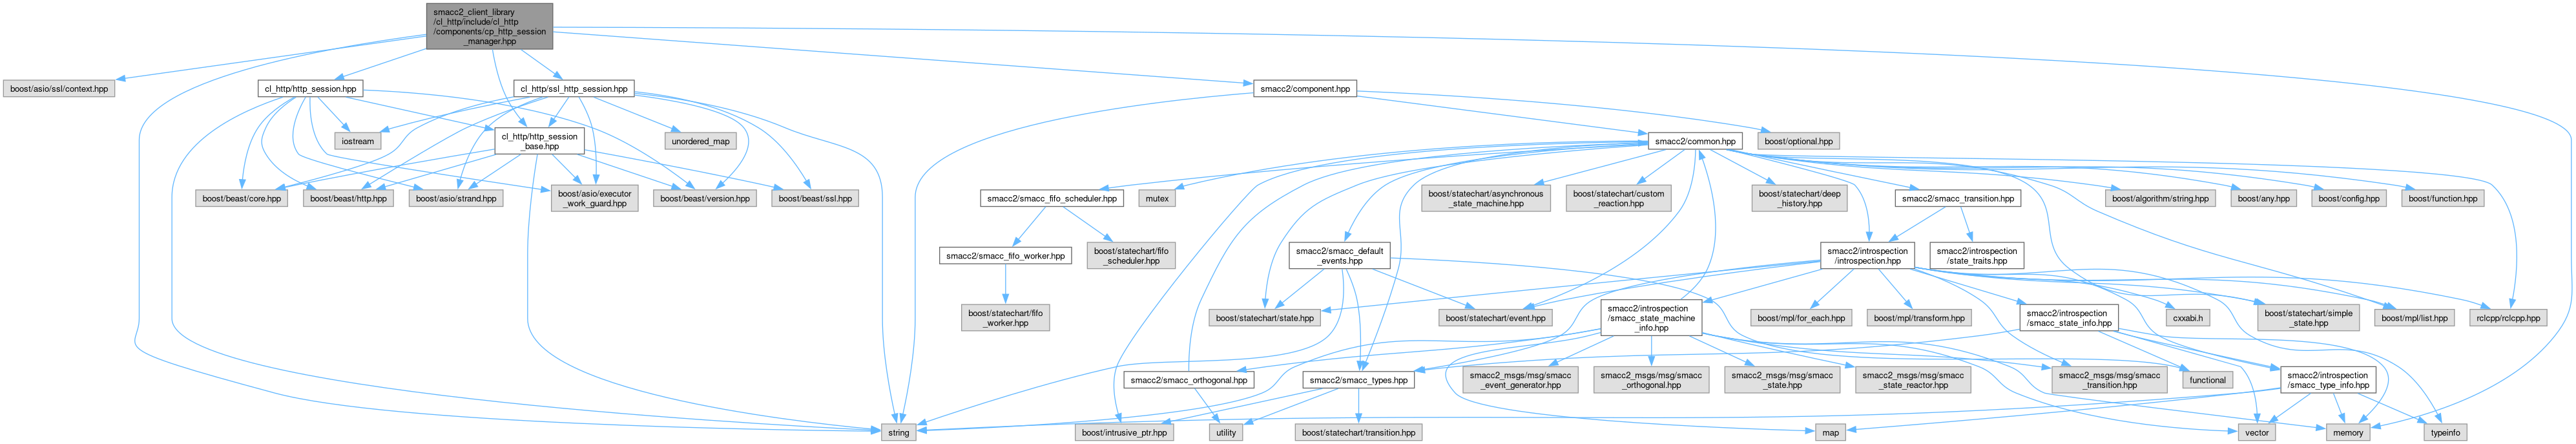 smacc2_client_library
/cl_http/include/cl_http
/components/cp_http_session
_manager.hpp
boost/asio/ssl/context.hpp
cl_http/http_session.hpp
cl_http/ssl_http_session.hpp
smacc2/component.hpp
iostream
cl_http/http_session
_base.hpp
unordered_map
smacc2/common.hpp
boost/optional.hpp
boost/beast/core.hpp
boost/beast/http.hpp
boost/asio/strand.hpp
boost/asio/executor
_work_guard.hpp
boost/beast/version.hpp
boost/beast/ssl.hpp
smacc2/smacc_fifo_scheduler.hpp
mutex
boost/statechart/asynchronous
_state_machine.hpp
boost/statechart/custom
_reaction.hpp
boost/statechart/deep
_history.hpp
smacc2/smacc_transition.hpp
boost/algorithm/string.hpp
boost/any.hpp
boost/config.hpp
boost/function.hpp
smacc2/smacc_fifo_worker.hpp
boost/statechart/fifo
_scheduler.hpp
smacc2/smacc_default
_events.hpp
smacc2/introspection
/introspection.hpp
smacc2/introspection
/state_traits.hpp
boost/statechart/fifo
_worker.hpp
boost/statechart/state.hpp
boost/statechart/event.hpp
smacc2/introspection
/smacc_state_machine
_info.hpp
boost/mpl/for_each.hpp
boost/mpl/transform.hpp
smacc2/introspection
/smacc_state_info.hpp
cxxabi.h
boost/statechart/simple
_state.hpp
boost/mpl/list.hpp
rclcpp/rclcpp.hpp
smacc2/smacc_orthogonal.hpp
smacc2/smacc_types.hpp
smacc2_msgs/msg/smacc
_event_generator.hpp
smacc2_msgs/msg/smacc
_orthogonal.hpp
smacc2_msgs/msg/smacc
_state.hpp
smacc2_msgs/msg/smacc
_state_reactor.hpp
smacc2_msgs/msg/smacc
_transition.hpp
functional
smacc2/introspection
/smacc_type_info.hpp
string
boost/intrusive_ptr.hpp
utility
boost/statechart/transition.hpp
map
vector
memory
typeinfo